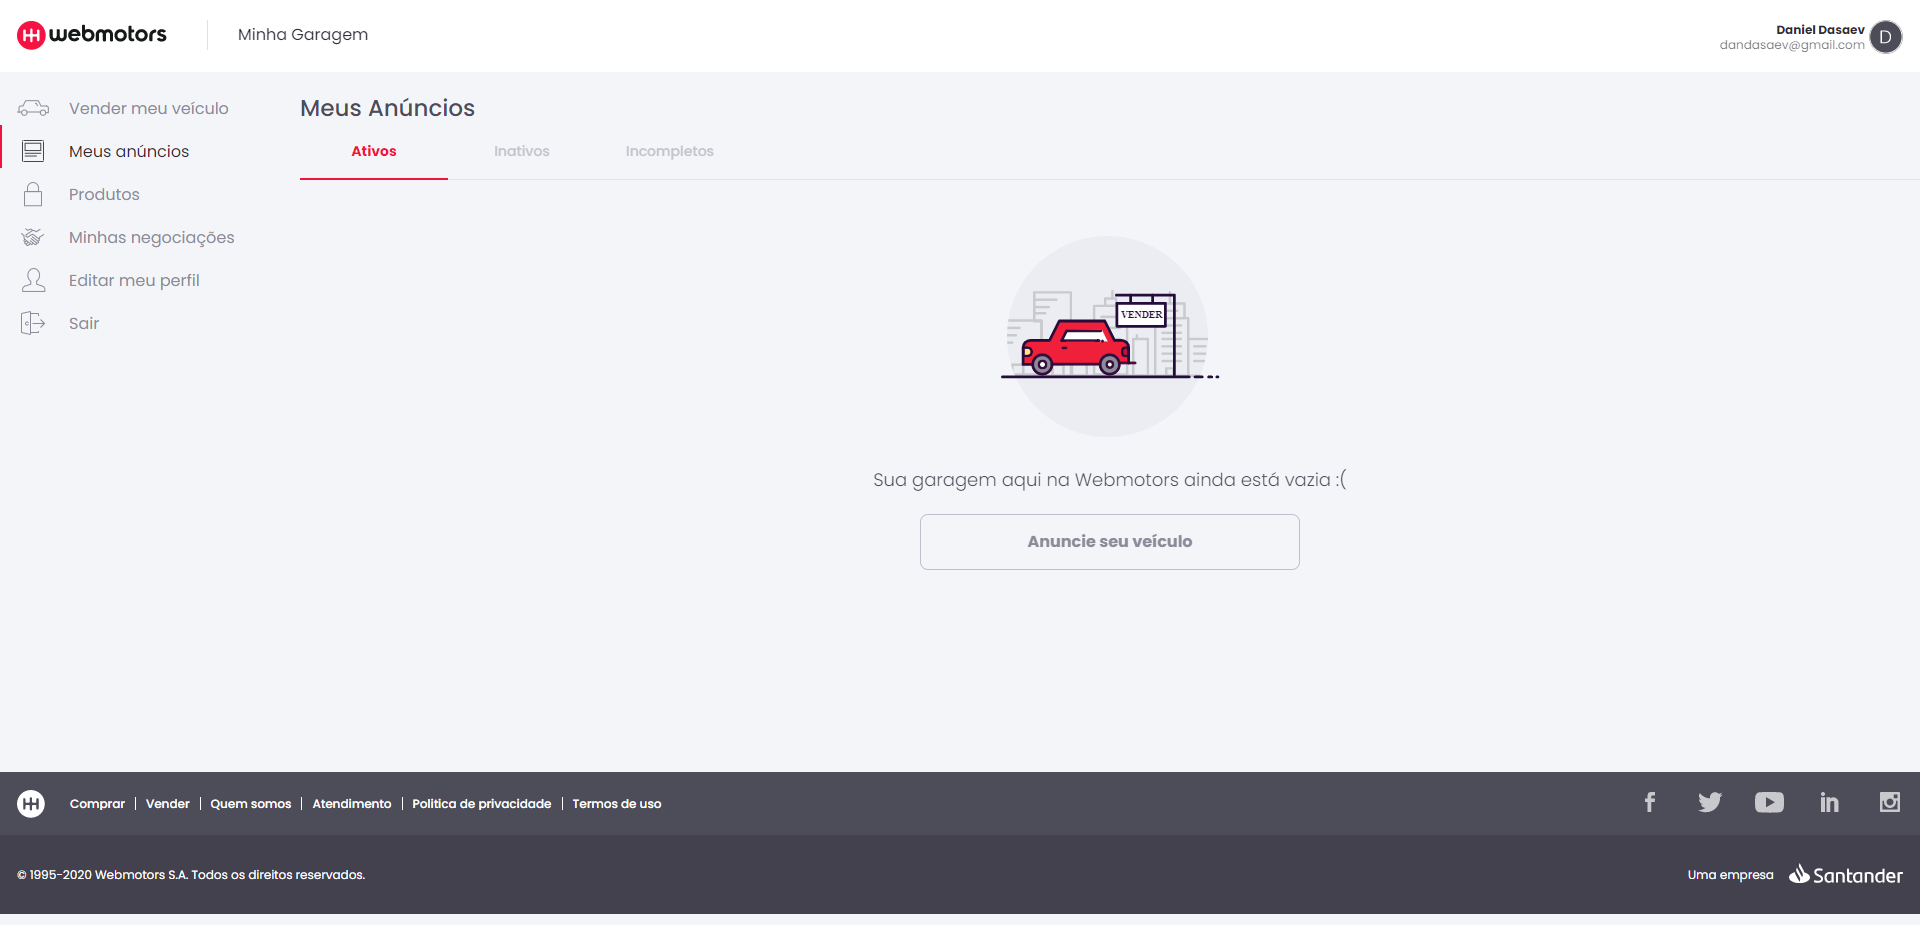 webmotors
Minha Garagem
Daniel Dasaev
dandasaev@gmail.com
D
Vender meu veículo
Meus anúncios
Produtos
Minhas negociações
Editar meu perfil
Sair
Meus Anúncios
Ativos
Inativos
Incompletos
VENDER
Sua garagem aqui na Webmotors ainda está vazia :(
Anuncie seu veículo
Comprar | Vender | Quem somos | Atendimento | Politica de privacidade | Termos de uso
© 1995-2020 Webmotors S.A. Todos os direitos reservados.
Uma empresa Santander